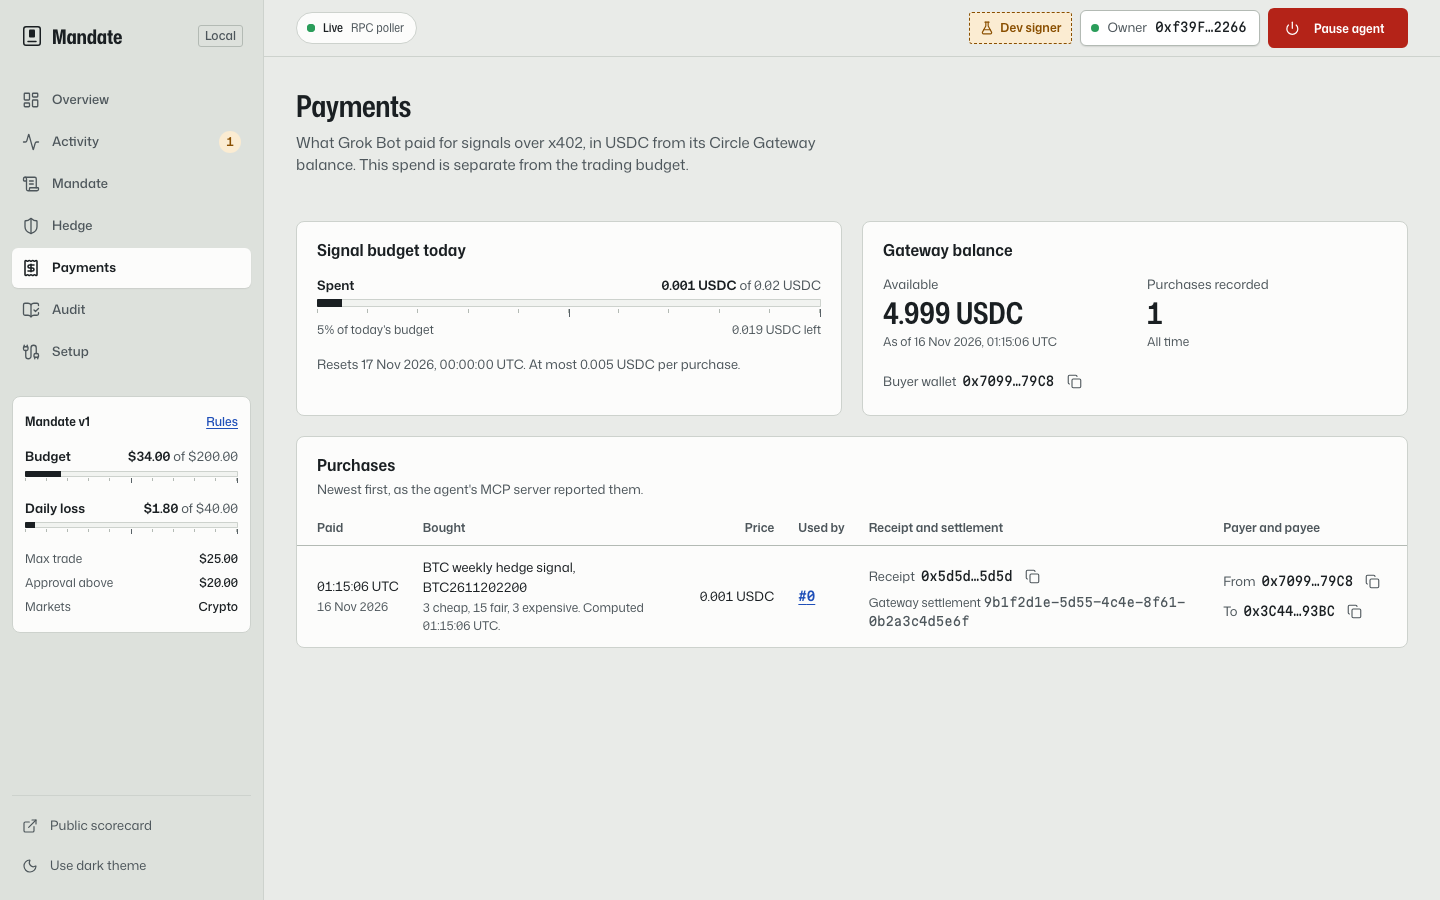 Mandate
Local
Overview
Activity
1
Mandate
Hedge
Payments
Audit
Setup
Mandate v1
Rules
Budget
$34.00 of $200.00
Daily loss
$1.80 of $40.00
Max trade
$25.00
Approval above
$20.00
Markets
Crypto
Public scorecard
Use dark theme
Live RPC poller
Dev signer
Owner 0xf39F…2266
Pause agent
Payments
What Grok Bot paid for signals over x402, in USDC from its Circle Gateway
balance. This spend is separate from the trading budget.
Signal budget today
Spent
0.001 USDC of 0.02 USDC
5% of today's budget
0.019 USDC left
Resets 17 Nov 2026, 00:00:00 UTC. At most 0.005 USDC per purchase.
Gateway balance
Available
4.999 USDC
As of 16 Nov 2026, 01:15:06 UTC
Purchases recorded
1
All time
Buyer wallet 0x7099…79C8
Purchases
Newest first, as the agent's MCP server reported them.
Paid
Bought
Price
Used by
Receipt and settlement
Payer and payee
01:15:06 UTC
16 Nov 2026
BTC weekly hedge signal,
BTC2611202200
3 cheap, 15 fair, 3 expensive. Computed
01:15:06 UTC.
0.001 USDC
#0
Receipt 0x5d5d…5d5d
Gateway settlement 9b1f2d1e-5d55-4c4e-8f61-
0b2a3c4d5e6f
From 0x7099…79C8
To 0x3C44…93BC